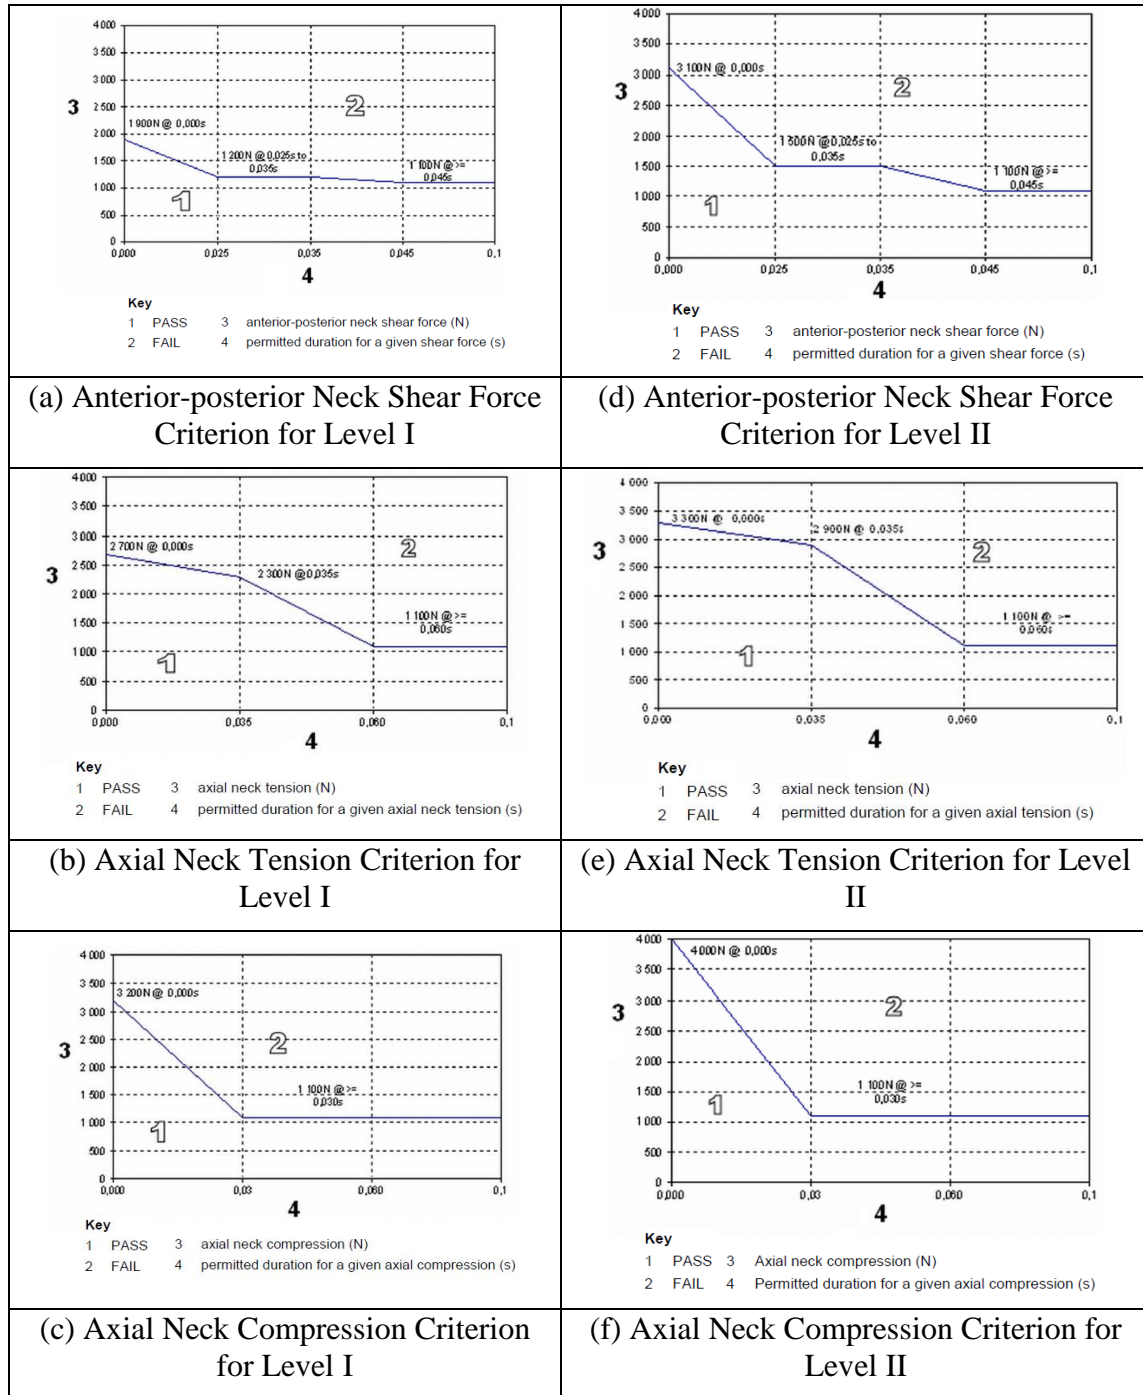 4 000
3 500
3 000
2 500
2 000
1 500
1 000
500
0
3
1 900N @ 0,000s
2
1 200N @ 0,025s to
0,035s
1 100N @ >=
0,045s
1
0,000 0,025 0,035 0,045 0,1
4
Key
1 PASS 3 anterior-posterior neck shear force (N)
2 FAIL 4 permitted duration for a given shear force (s)
(a) Anterior-posterior Neck Shear Force
Criterion for Level I
4 000
3 500
3 000
2 500
2 000
1 500
1 000
500
0
3
3 100N @ 0,000s
2
1 500N @0,025s to
0,035s
1 100N @ >=
0,045s
1
0,000 0,025 0,035 0,045 0,1
4
Key
1 PASS 3 anterior-posterior neck shear force (N)
2 FAIL 4 permitted duration for a given shear force (s)
(d) Anterior-posterior Neck Shear Force
Criterion for Level II
4 000
3 500
3 000
2 500
2 000
1 500
1 000
500
0
3
2 700N @ 0,000s
2
2 300N @0,035s
1 100N @ >=
0,060s
1
0,000 0,035 0,060 0,1
4
Key
1 PASS 3 axial neck tension (N)
2 FAIL 4 permitted duration for a given axial neck tension (s)
(b) Axial Neck Tension Criterion for
Level I
4 000
3 500
3 000
2 500
2 000
1 500
1 000
500
0
3
3 300N @ 0,000s
2 900N @ 0,035s
2
1 100N @ >=
0,060s
1
0,000 0,035 0,060 0,1
4
Key
1 PASS 3 axial neck tension (N)
2 FAIL 4 permitted duration for a given axial tension (s)
(e) Axial Neck Tension Criterion for Level
II
4 000
3 500
3 000
2 500
2 000
1 500
1 000
500
0
3
3 200N @ 0,000s
2
1 100N @ >=
0,030s
1
0,000 0,03 0,060 0,1
4
Key
1 PASS 3 axial neck compression (N)
2 FAIL 4 permitted duration for a given axial compression (s)
(c) Axial Neck Compression Criterion
for Level I
4 000
3 500
3 000
2 500
2 000
1 500
1 000
500
0
3
4 000N @ 0,000s
2
1 100N @ >=
0,030s
1
0,000 0,03 0,060 0,1
4
Key
1 PASS 3 Axial neck compression (N)
2 FAIL 4 Permitted duration for a given axial compression (s)
(f) Axial Neck Compression Criterion for
Level II